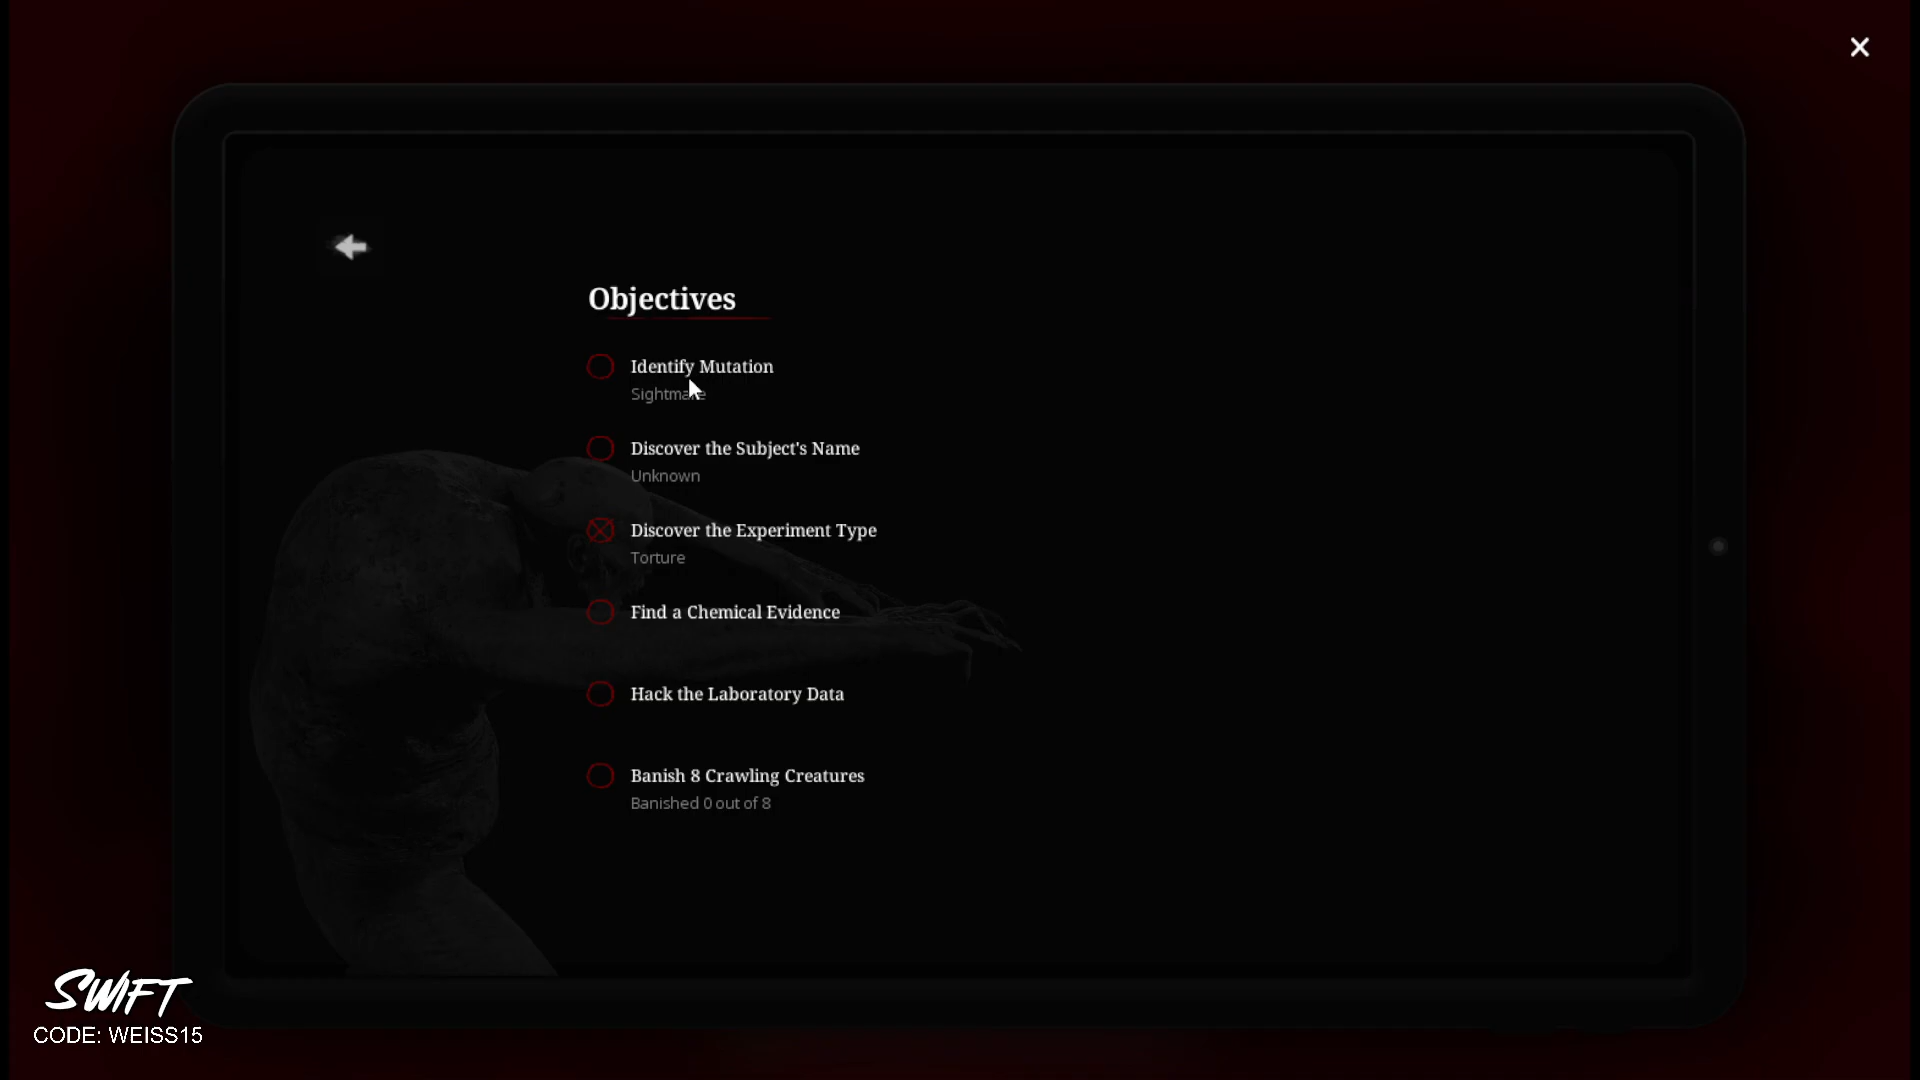 Objectives
Identify Mutation
Sightmare
Discover the Subject's Name
Unknown
Discover the Experiment Type
Torture
Find a Chemical Evidence
Hack the Laboratory Data
Banish 8 Crawling Creatures
Banished 0 out of 8
SWIFT
CODE: WEISS15